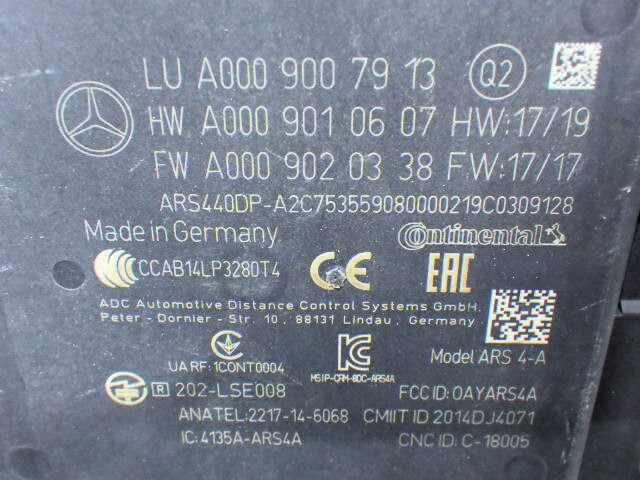 LU A000 900 79 13 Q2
HW A000 901 06 07 HW:17/19
FW A000 902 03 38 FW:17/17
ARS440DP-A2C753559080000219C0309128
Made in Germany Continental
CCAB14LP3280T4 CE EAC
ADC Automotive Distance Control Systems GmbH.
Peter - Dornier - Str. 10 , 88131 Lindau , Germany
UA RF: 1CONT0004
MSIP-CRM-8DC-ARS4A
Model ARS 4-A
R 202-LSE008 FCC ID: OAYARS4A
ANATEL: 2217-14-6068 CMIIT ID 2014DJ4071
IC: 4135A-ARS4A CNC ID: C-18005